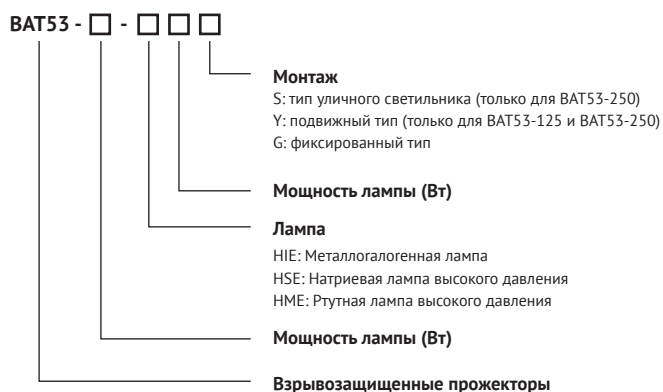 BAT53 - □ - □ □ □
Монтаж
S: тип уличного светильника (только для BAT53-250)
Y: подвижный тип (только для BAT53-125 и BAT53-250)
G: фиксированный тип
Мощность лампы (Вт)
Лампа
HIE: Металлогалогенная лампа
HSE: Натриевая лампа высокого давления
HME: Ртутная лампа высокого давления
Мощность лампы (Вт)
Взрывозащищенные прожекторы